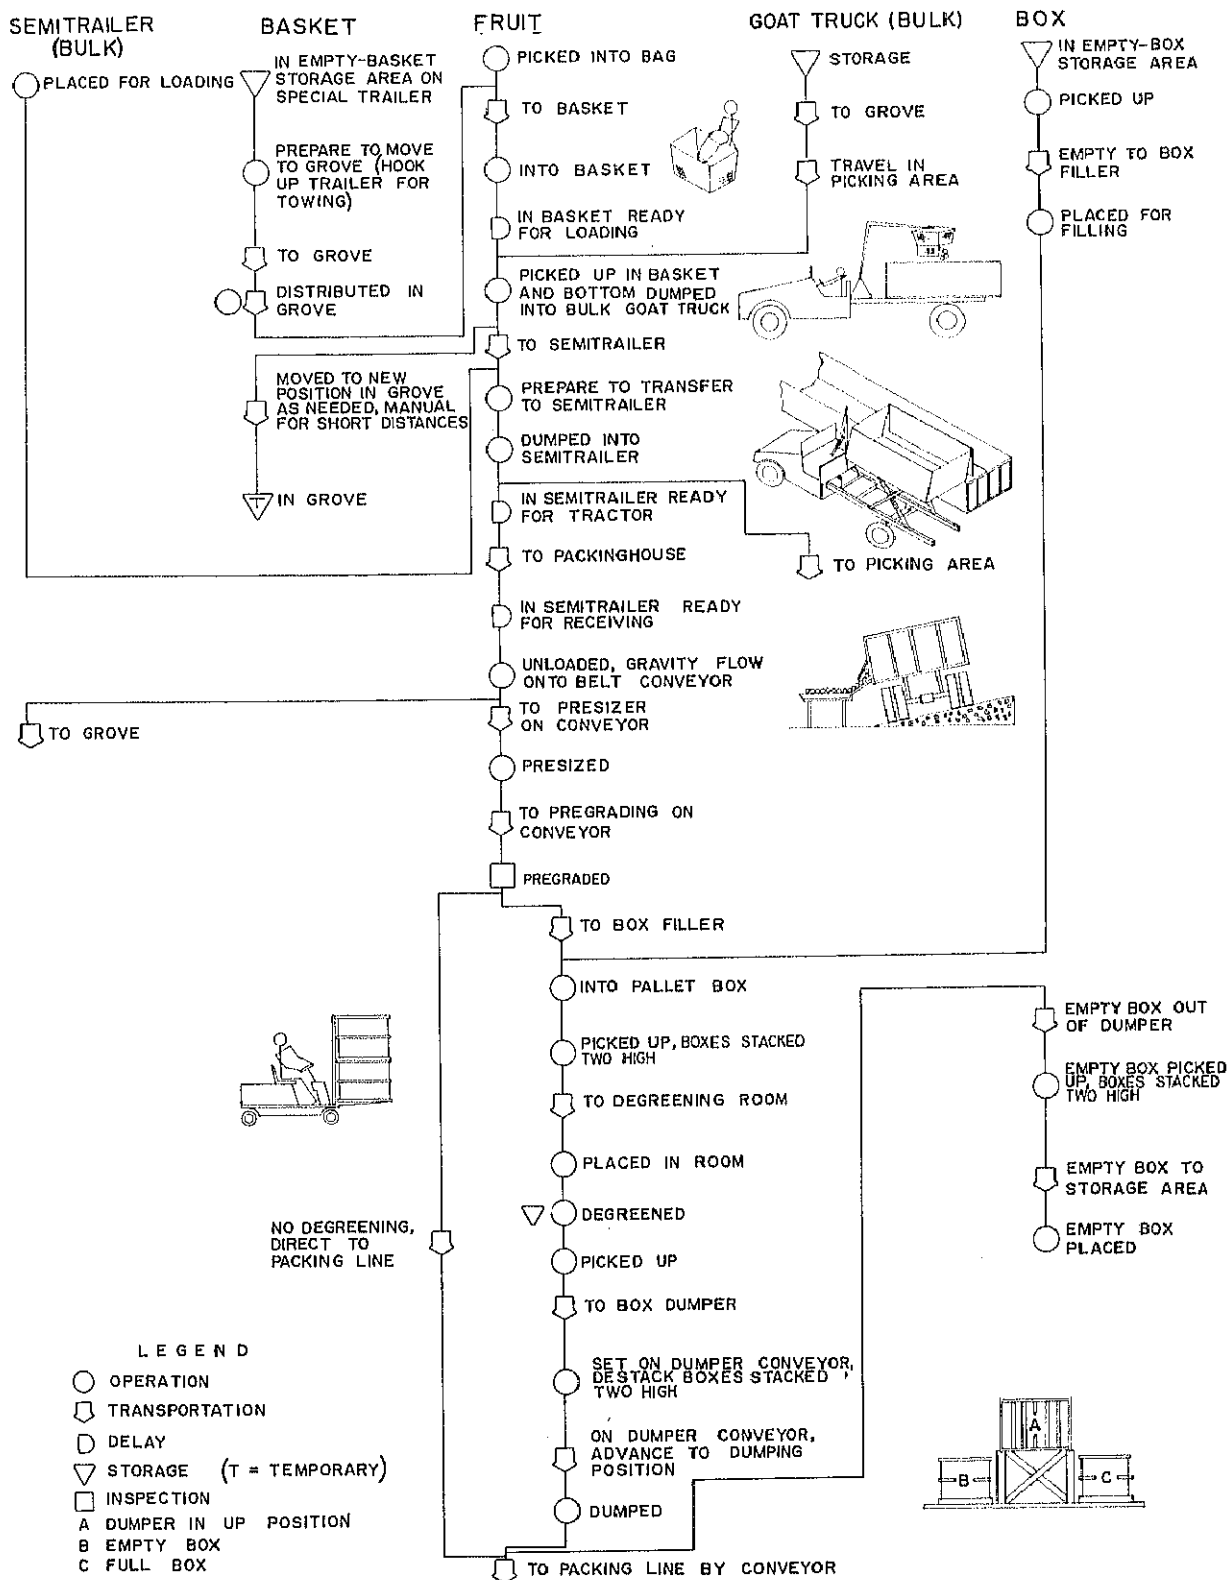 SEMITRAILER
(BULK)
PLACED FOR LOADING
BASKET
IN EMPTY-BASKET
STORAGE AREA ON
SPECIAL TRAILER
PREPARE TO MOVE
TO GROVE (HOOK
UP TRAILER FOR
TOWING)
TO GROVE
DISTRIBUTED IN
GROVE
MOVED TO NEW
POSITION IN GROVE
AS NEEDED, MANUAL
FOR SHORT DISTANCES
T
IN GROVE
TO GROVE
FRUIT
PICKED INTO BAG
TO BASKET
INTO BASKET
IN BASKET READY
FOR LOADING
PICKED UP IN BASKET
AND BOTTOM DUMPED
INTO BULK GOAT TRUCK
TO SEMITRAILER
PREPARE TO TRANSFER
TO SEMITRAILER
DUMPED INTO
SEMITRAILER
IN SEMITRAILER READY
FOR TRACTOR
TO PACKINGHOUSE
IN SEMITRAILER READY
FOR RECEIVING
UNLOADED, GRAVITY FLOW
ONTO BELT CONVEYOR
TO PRESIZER
ON CONVEYOR
PRESIZED
TO PREGRADING ON
CONVEYOR
PREGRADED
TO BOX FILLER
INTO PALLET BOX
PICKED UP, BOXES STACKED
TWO HIGH
TO DEGREENING ROOM
PLACED IN ROOM
DEGREENED
PICKED UP
TO BOX DUMPER
SET ON DUMPER CONVEYOR,
DESTACK BOXES STACKED
TWO HIGH
ON DUMPER CONVEYOR,
ADVANCE TO DUMPING
POSITION
DUMPED
TO PACKING LINE BY CONVEYOR
NO DEGREENING,
DIRECT TO
PACKING LINE
GOAT TRUCK (BULK)
STORAGE
TO GROVE
TRAVEL IN
PICKING AREA
TO PICKING AREA
BOX
IN EMPTY-BOX
STORAGE AREA
PICKED UP
EMPTY TO BOX
FILLER
PLACED FOR
FILLING
EMPTY BOX OUT
OF DUMPER
EMPTY BOX PICKED
UP, BOXES STACKED
TWO HIGH
EMPTY BOX TO
STORAGE AREA
EMPTY BOX
PLACED
A
B
C
LEGEND
OPERATION
TRANSPORTATION
DELAY
STORAGE (T = TEMPORARY)
INSPECTION
A DUMPER IN UP POSITION
B EMPTY BOX
C FULL BOX